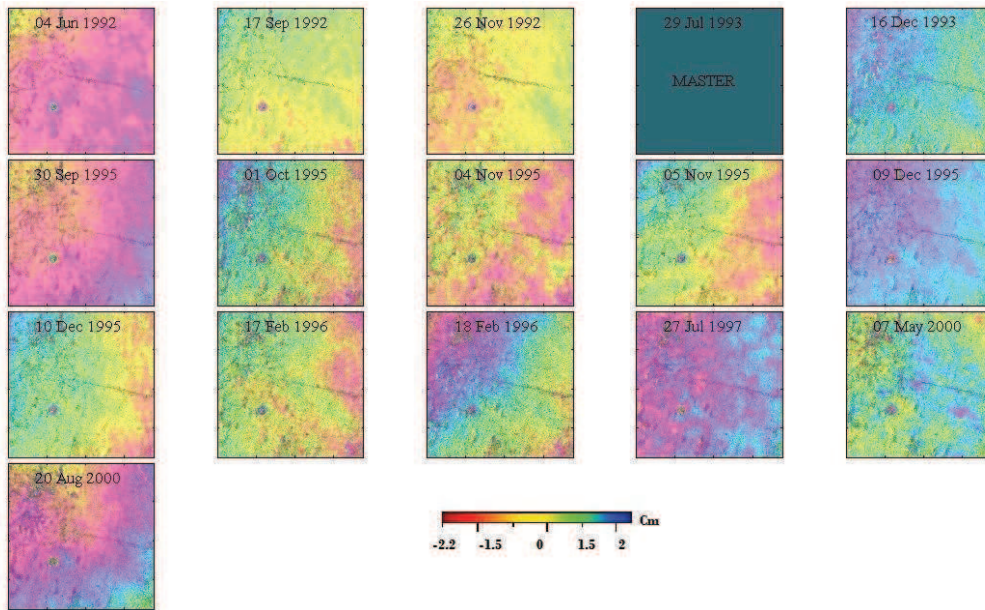 04 Jun 1992
17 Sep 1992
26 Nov 1992
29 Jul 1993
16 Dec 1993
MASTER
30 Sep 1995
01 Oct 1995
04 Nov 1995
05 Nov 1995
09 Dec 1995
10 Dec 1995
17 Feb 1996
18 Feb 1996
27 Jul 1997
07 May 2000
20 Aug 2000
Cm
-2.2 -1.5 0 1.5 2